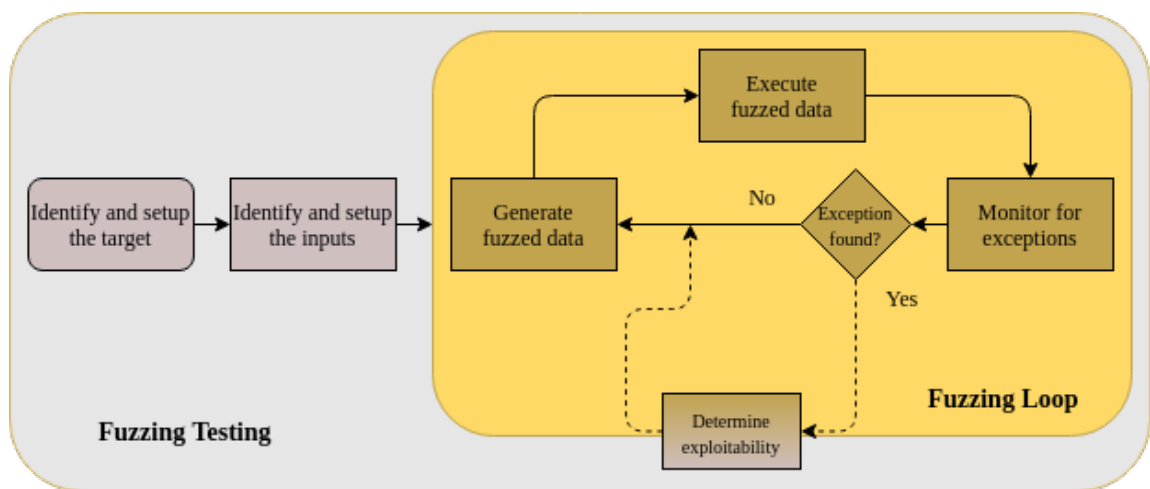 Execute
fuzzed data
Identify and setup
the target
Identify and setup
the inputs
Generate
fuzzed data
No
Exception
found?
Monitor for
exceptions
Yes
Determine
exploitability
Fuzzing Loop
Fuzzing Testing